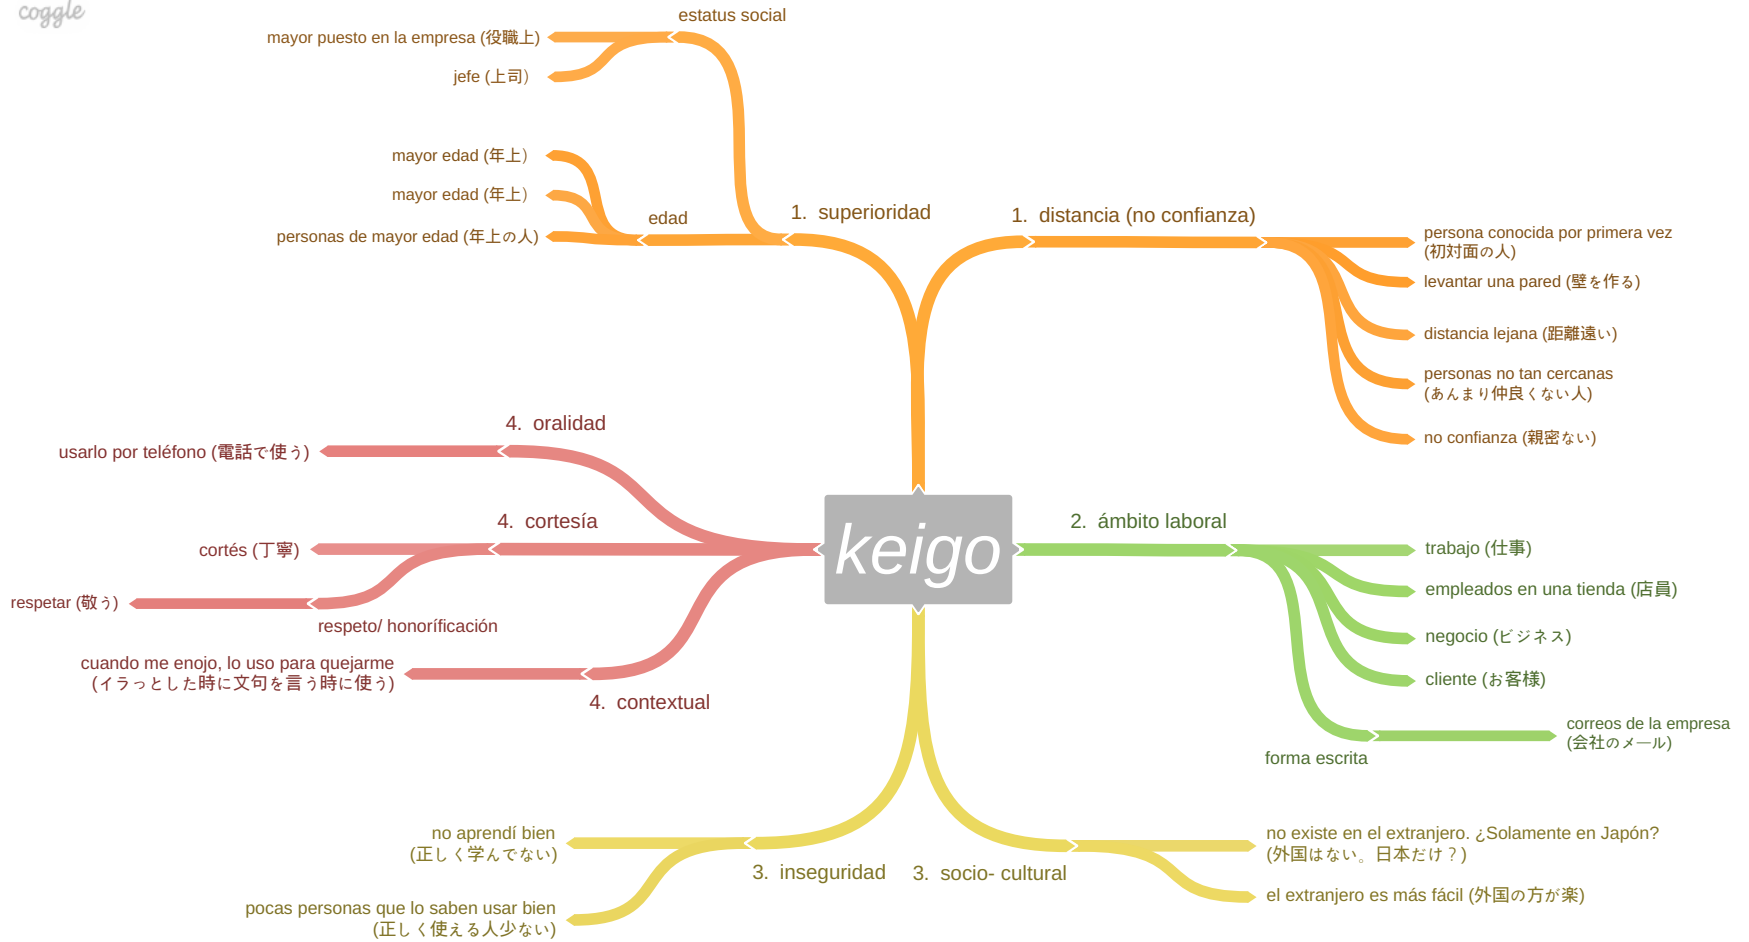 coggle
estatus social
mayor puesto en la empresa (役職上)
jefe (上司）
mayor edad (年上）
mayor edad (年上）
personas de mayor edad (年上の人)
edad
1. superioridad
1. distancia (no confianza)
persona conocida por primera vez
(初対面の人)
levantar una pared (壁を作る)
distancia lejana (距離遠い)
personas no tan cercanas
(あんまり仲良くない人)
no confianza (親密ない)
4. oralidad
usarlo por teléfono (電話で使う)
4. cortesía
cortés (丁寧)
respetar (敬う)
respeto/ honoríficación
cuando me enojo, lo uso para quejarme
(イラっとした時に文句を言う時に使う)
4. contextual
keigo
2. ámbito laboral
trabajo (仕事)
empleados en una tienda (店員)
negocio (ビジネス)
cliente (お客様)
correos de la empresa
(会社のメール)
forma escrita
no aprendí bien
(正しく学んでない)
3. inseguridad
pocas personas que lo saben usar bien
(正しく使える人少ない)
3. socio- cultural
no existe en el extranjero. ¿Solamente en Japón?
(外国はない。日本だけ？)
el extranjero es más fácil (外国の方が楽)